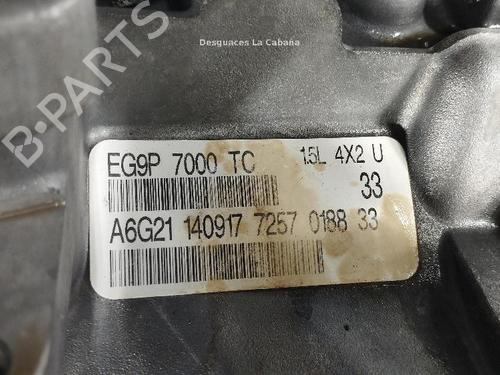 Desguaces La Cabaña
B-PARTS
EG9P 7000 TC 1.5L 4X2 U
33
A6G21 140917 7257 0188 33